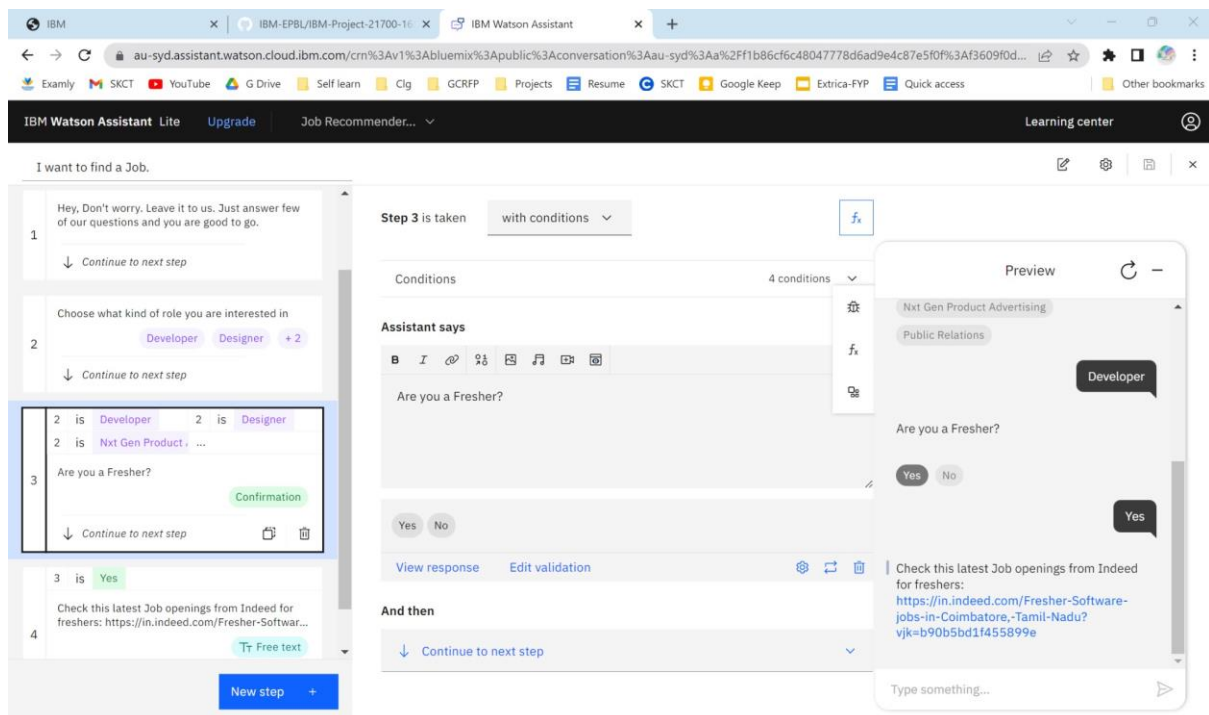 IBM
IBM-EPBL/IBM-Project-21700-16
IBM Watson Assistant
au-syd.assistant.watson.cloud.ibm.com/crn%3Av1%3Abluemix%3Apublic%3Aconversation%3Aau-syd%3Aa%2Ff1b86cf6c48047778d6ad9e4c87e5f0f%3Af3609f0d...
Examly SKCT YouTube G Drive Self learn Clg GCRFP Projects Resume SKCT Google Keep Extrica-FYP Quick access Other bookmarks
IBM Watson Assistant Lite Upgrade Job Recommender... Learning center
I want to find a Job.
1
Hey, Don't worry. Leave it to us. Just answer few
of our questions and you are good to go.
Continue to next step
2
Choose what kind of role you are interested in
Developer Designer + 2
Continue to next step
3
2 is Developer 2 is Designer
2 is Nxt Gen Product ...
Are you a Fresher?
Confirmation
Continue to next step
4
3 is Yes
Check this latest Job openings from Indeed for
freshers: https://in.indeed.com/Fresher-Softwar...
Free text
New step +
Step 3 is taken with conditions fx
Conditions 4 conditions
fx
Assistant says
B I
Are you a Fresher?
Yes No
View response Edit validation
And then
Continue to next step
Preview
Nxt Gen Product Advertising
Public Relations
Developer
Are you a Fresher?
Yes No
Yes
Check this latest Job openings from Indeed
for freshers:
https://in.indeed.com/Fresher-Software-
jobs-in-Coimbatore,-Tamil-Nadu?
vjk=b90b5bd1f455899e
Type something...